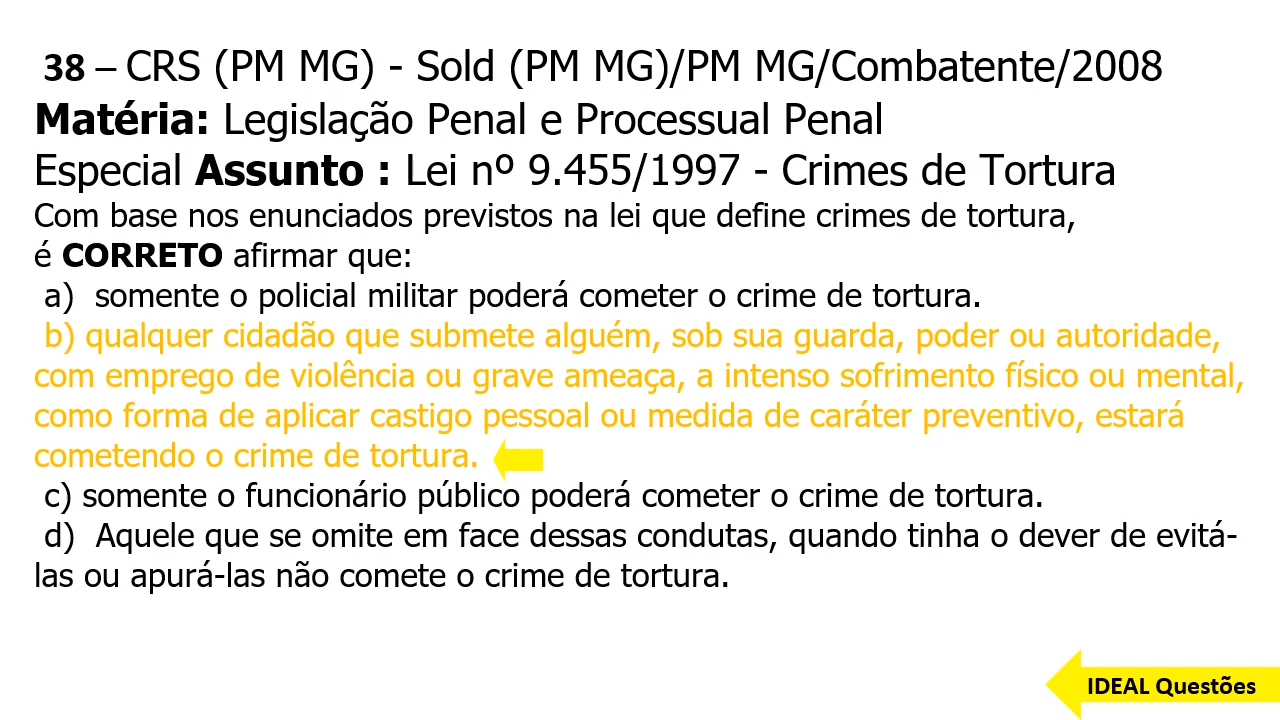 38 – CRS (PM MG) - Sold (PM MG)/PM MG/Combatente/2008
Matéria: Legislação Penal e Processual Penal
Especial Assunto : Lei nº 9.455/1997 - Crimes de Tortura
Com base nos enunciados previstos na lei que define crimes de tortura,
é CORRETO afirmar que:
a) somente o policial militar poderá cometer o crime de tortura.
b) qualquer cidadão que submete alguém, sob sua guarda, poder ou autoridade,
com emprego de violência ou grave ameaça, a intenso sofrimento físico ou mental,
como forma de aplicar castigo pessoal ou medida de caráter preventivo, estará
cometendo o crime de tortura.
c) somente o funcionário público poderá cometer o crime de tortura.
d) Aquele que se omite em face dessas condutas, quando tinha o dever de evitá-
las ou apurá-las não comete o crime de tortura.
IDEAL Questões